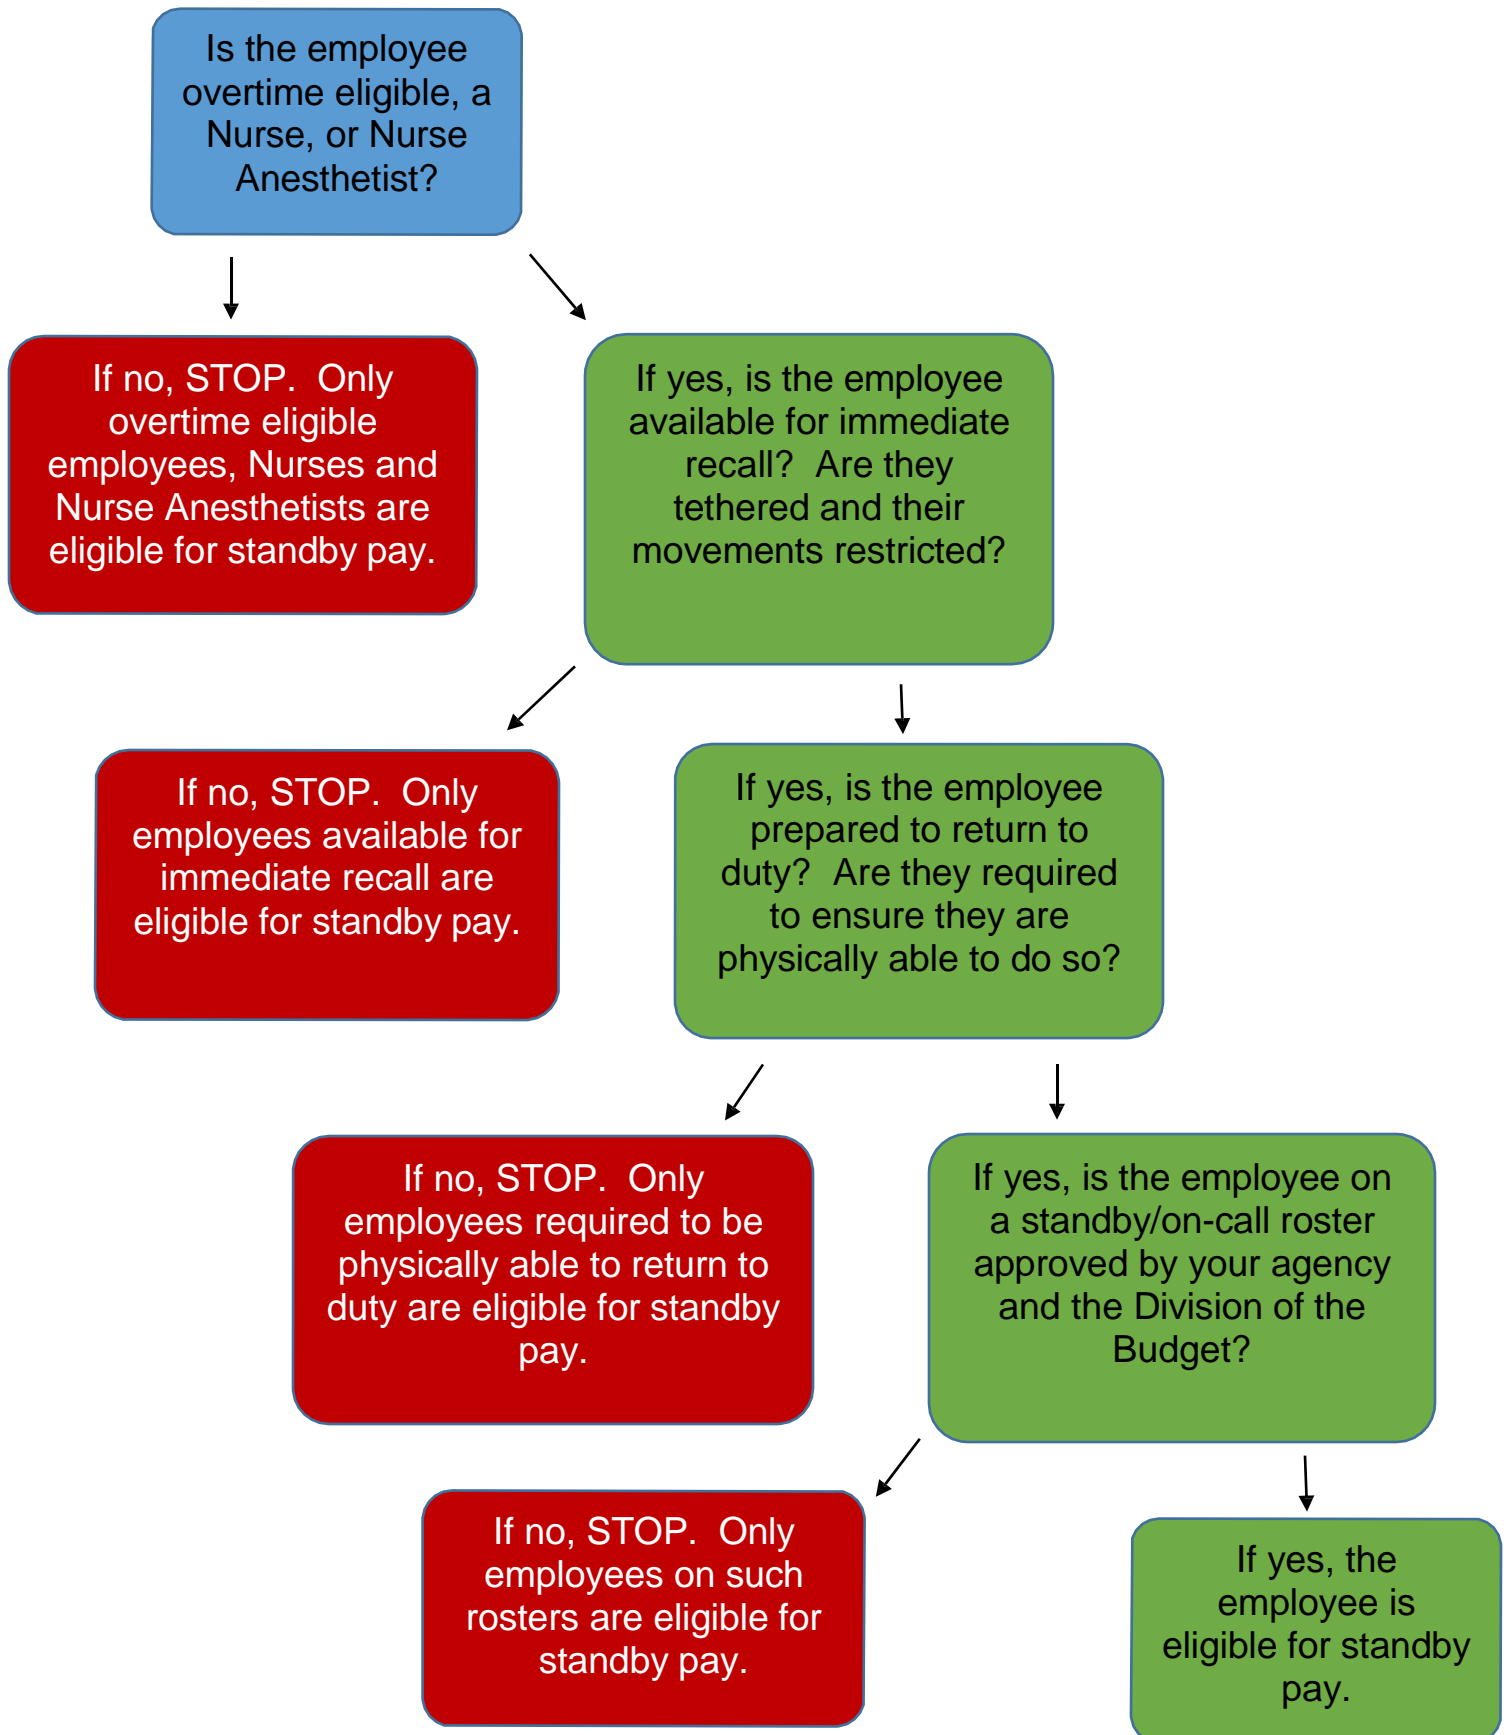 Is the employee
overtime eligible, a
Nurse, or Nurse
Anesthetist?
If no, STOP.  Only
overtime eligible
employees, Nurses and
Nurse Anesthetists are
eligible for standby pay.
If yes, is the employee
available for immediate
recall?  Are they
tethered and their
movements restricted?
If no, STOP.  Only
employees available for
immediate recall are
eligible for standby pay.
If yes, is the employee
prepared to return to
duty?  Are they required
to ensure they are
physically able to do so?
If no, STOP.  Only
employees required to be
physically able to return to
duty are eligible for standby
pay.
If yes, is the employee on
a standby/on-call roster
approved by your agency
and the Division of the
Budget?
If no, STOP.  Only
employees on such
rosters are eligible for
standby pay.
If yes, the
employee is
eligible for standby
pay.